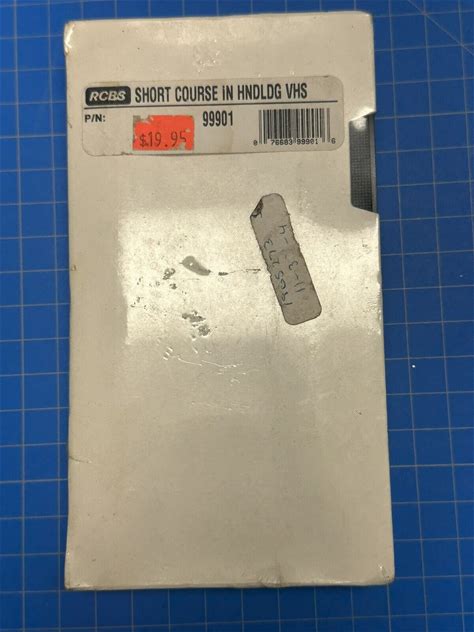 RCBS SHORT COURSE IN HNDLDG VHS
P/N: 99901
$19.95
0 76683 99901 6